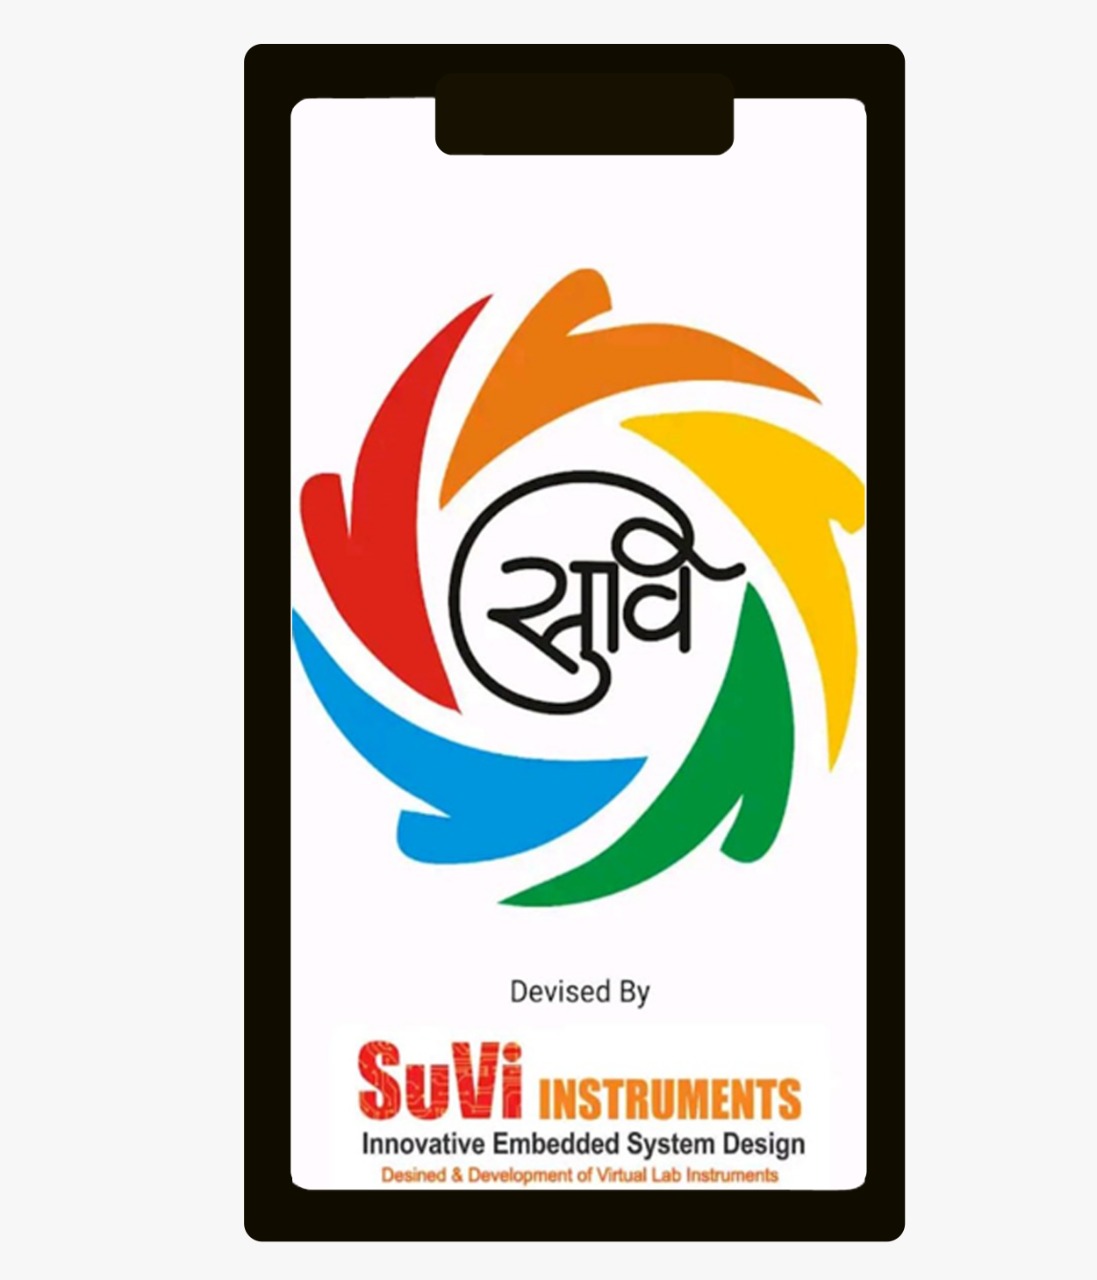 सुवि
Devised By
SuVi INSTRUMENTS
Innovative Embedded System Design
Desined & Development of Virtual Lab Instruments